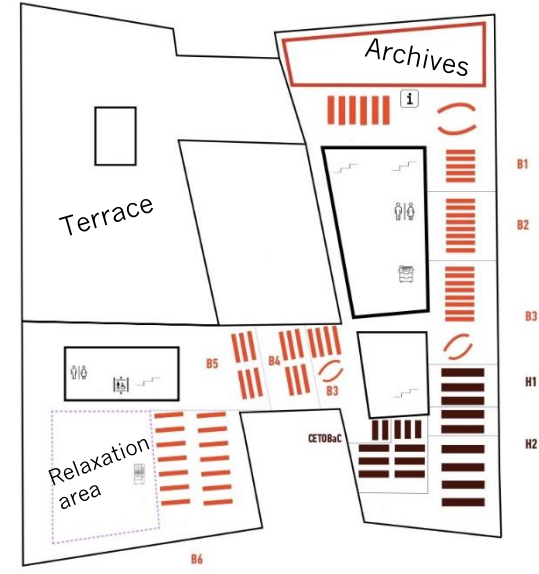 Archives
i
B1
B2
Terrace
B3
B5
B4
B3
H1
CETOBaC
H2
Relaxation
area
B6